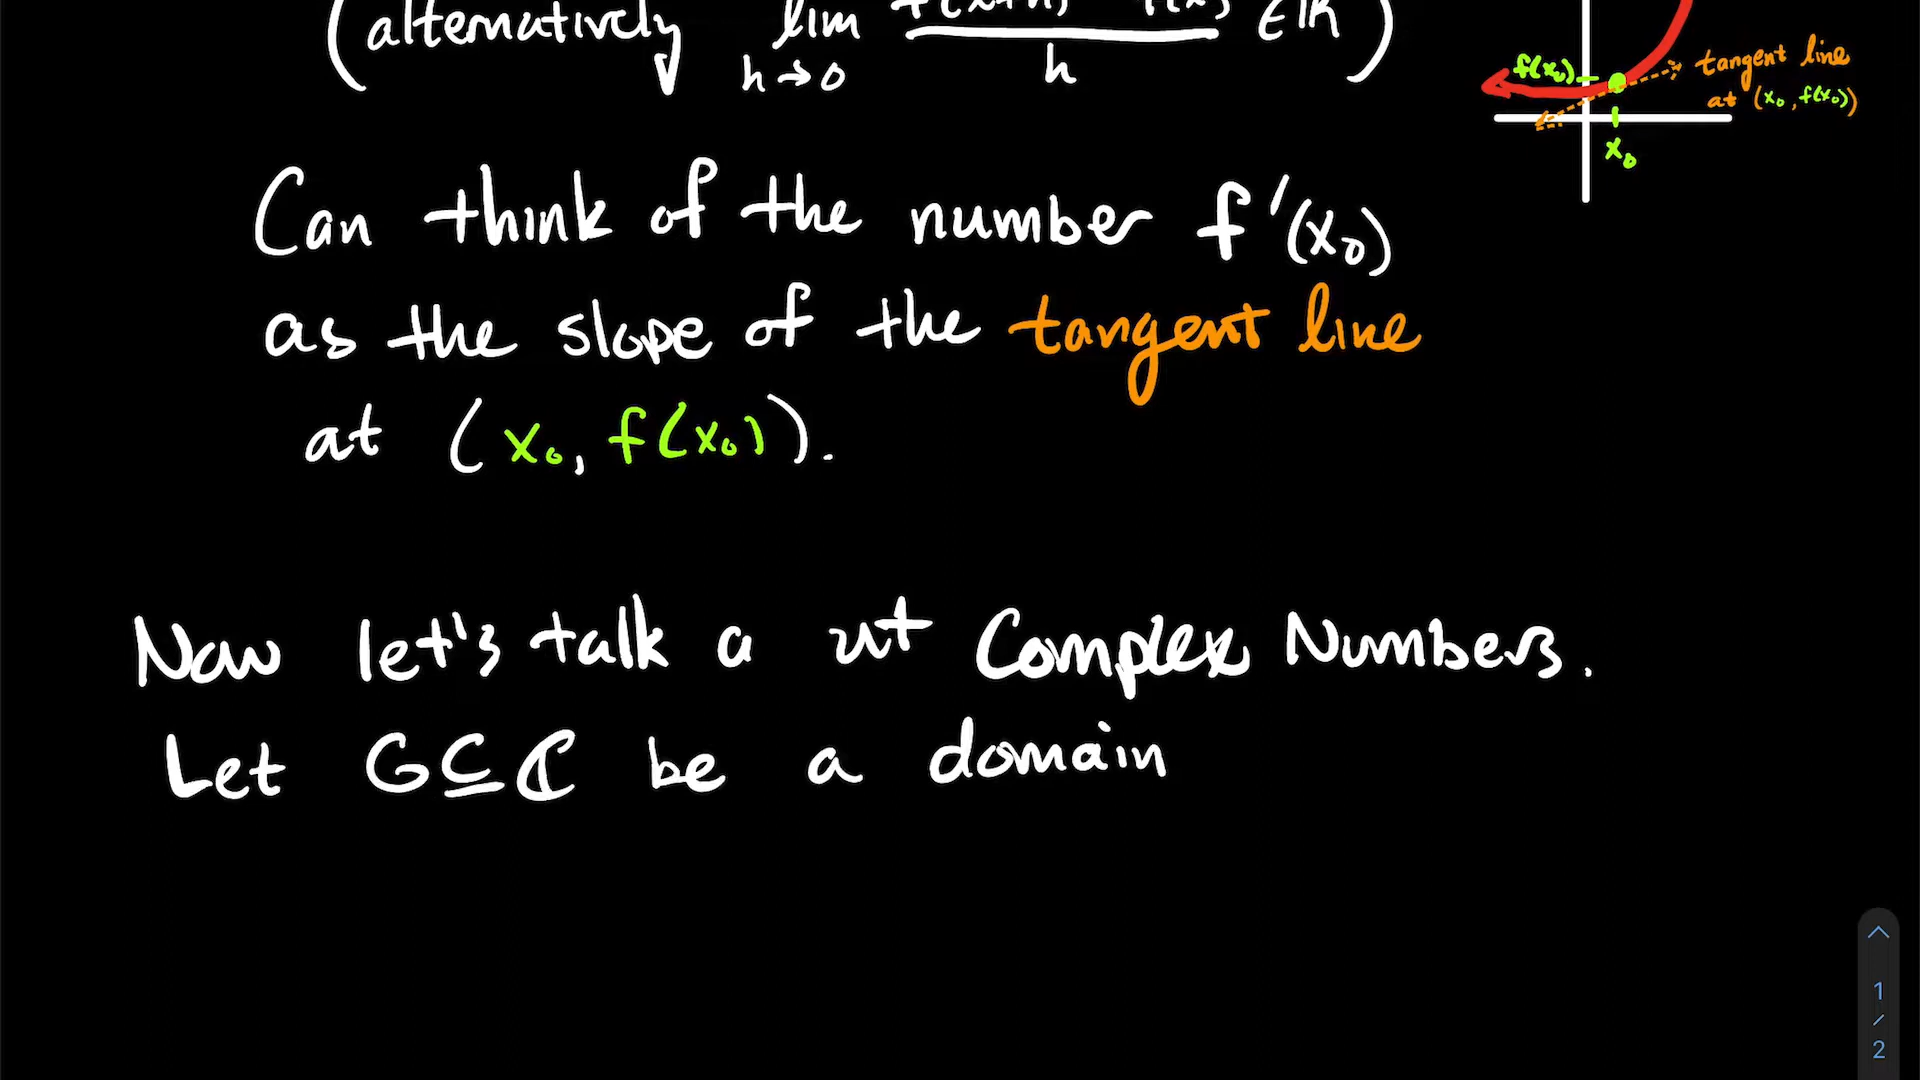 (alternatively lim h→0 f(x+h) - f(x) / h ∈ ℝ)
f(x₀)
tangent line
at (x₀, f(x₀))
x₀
Can think of the number f'(x₀)
as the slope of the tangent line
at (x₀, f(x₀)).
Now let's talk a Complex Numbers.
Let G ⊆ ℂ be a domain
1
/
2